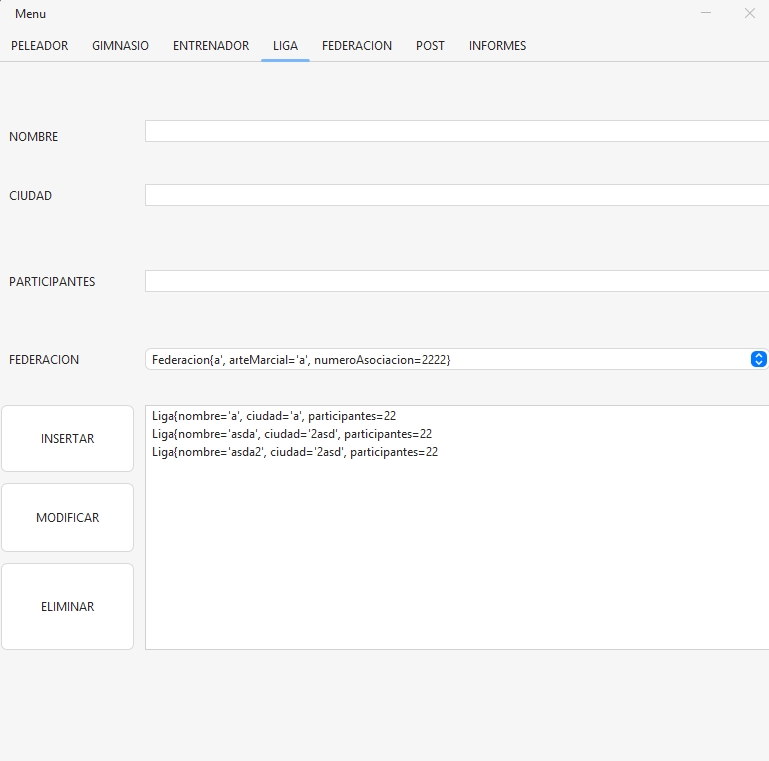 Menu
PELEADOR GIMNASIO ENTRENADOR LIGA FEDERACION POST INFORMES
NOMBRE
CIUDAD
PARTICIPANTES
FEDERACION Federacion{a', arteMarcial='a', numeroAsociacion=2222}
INSERTAR
MODIFICAR
ELIMINAR
Liga{nombre='a', ciudad='a', participantes=22
Liga{nombre='asda', ciudad='2asd', participantes=22
Liga{nombre='asda2', ciudad='2asd', participantes=22